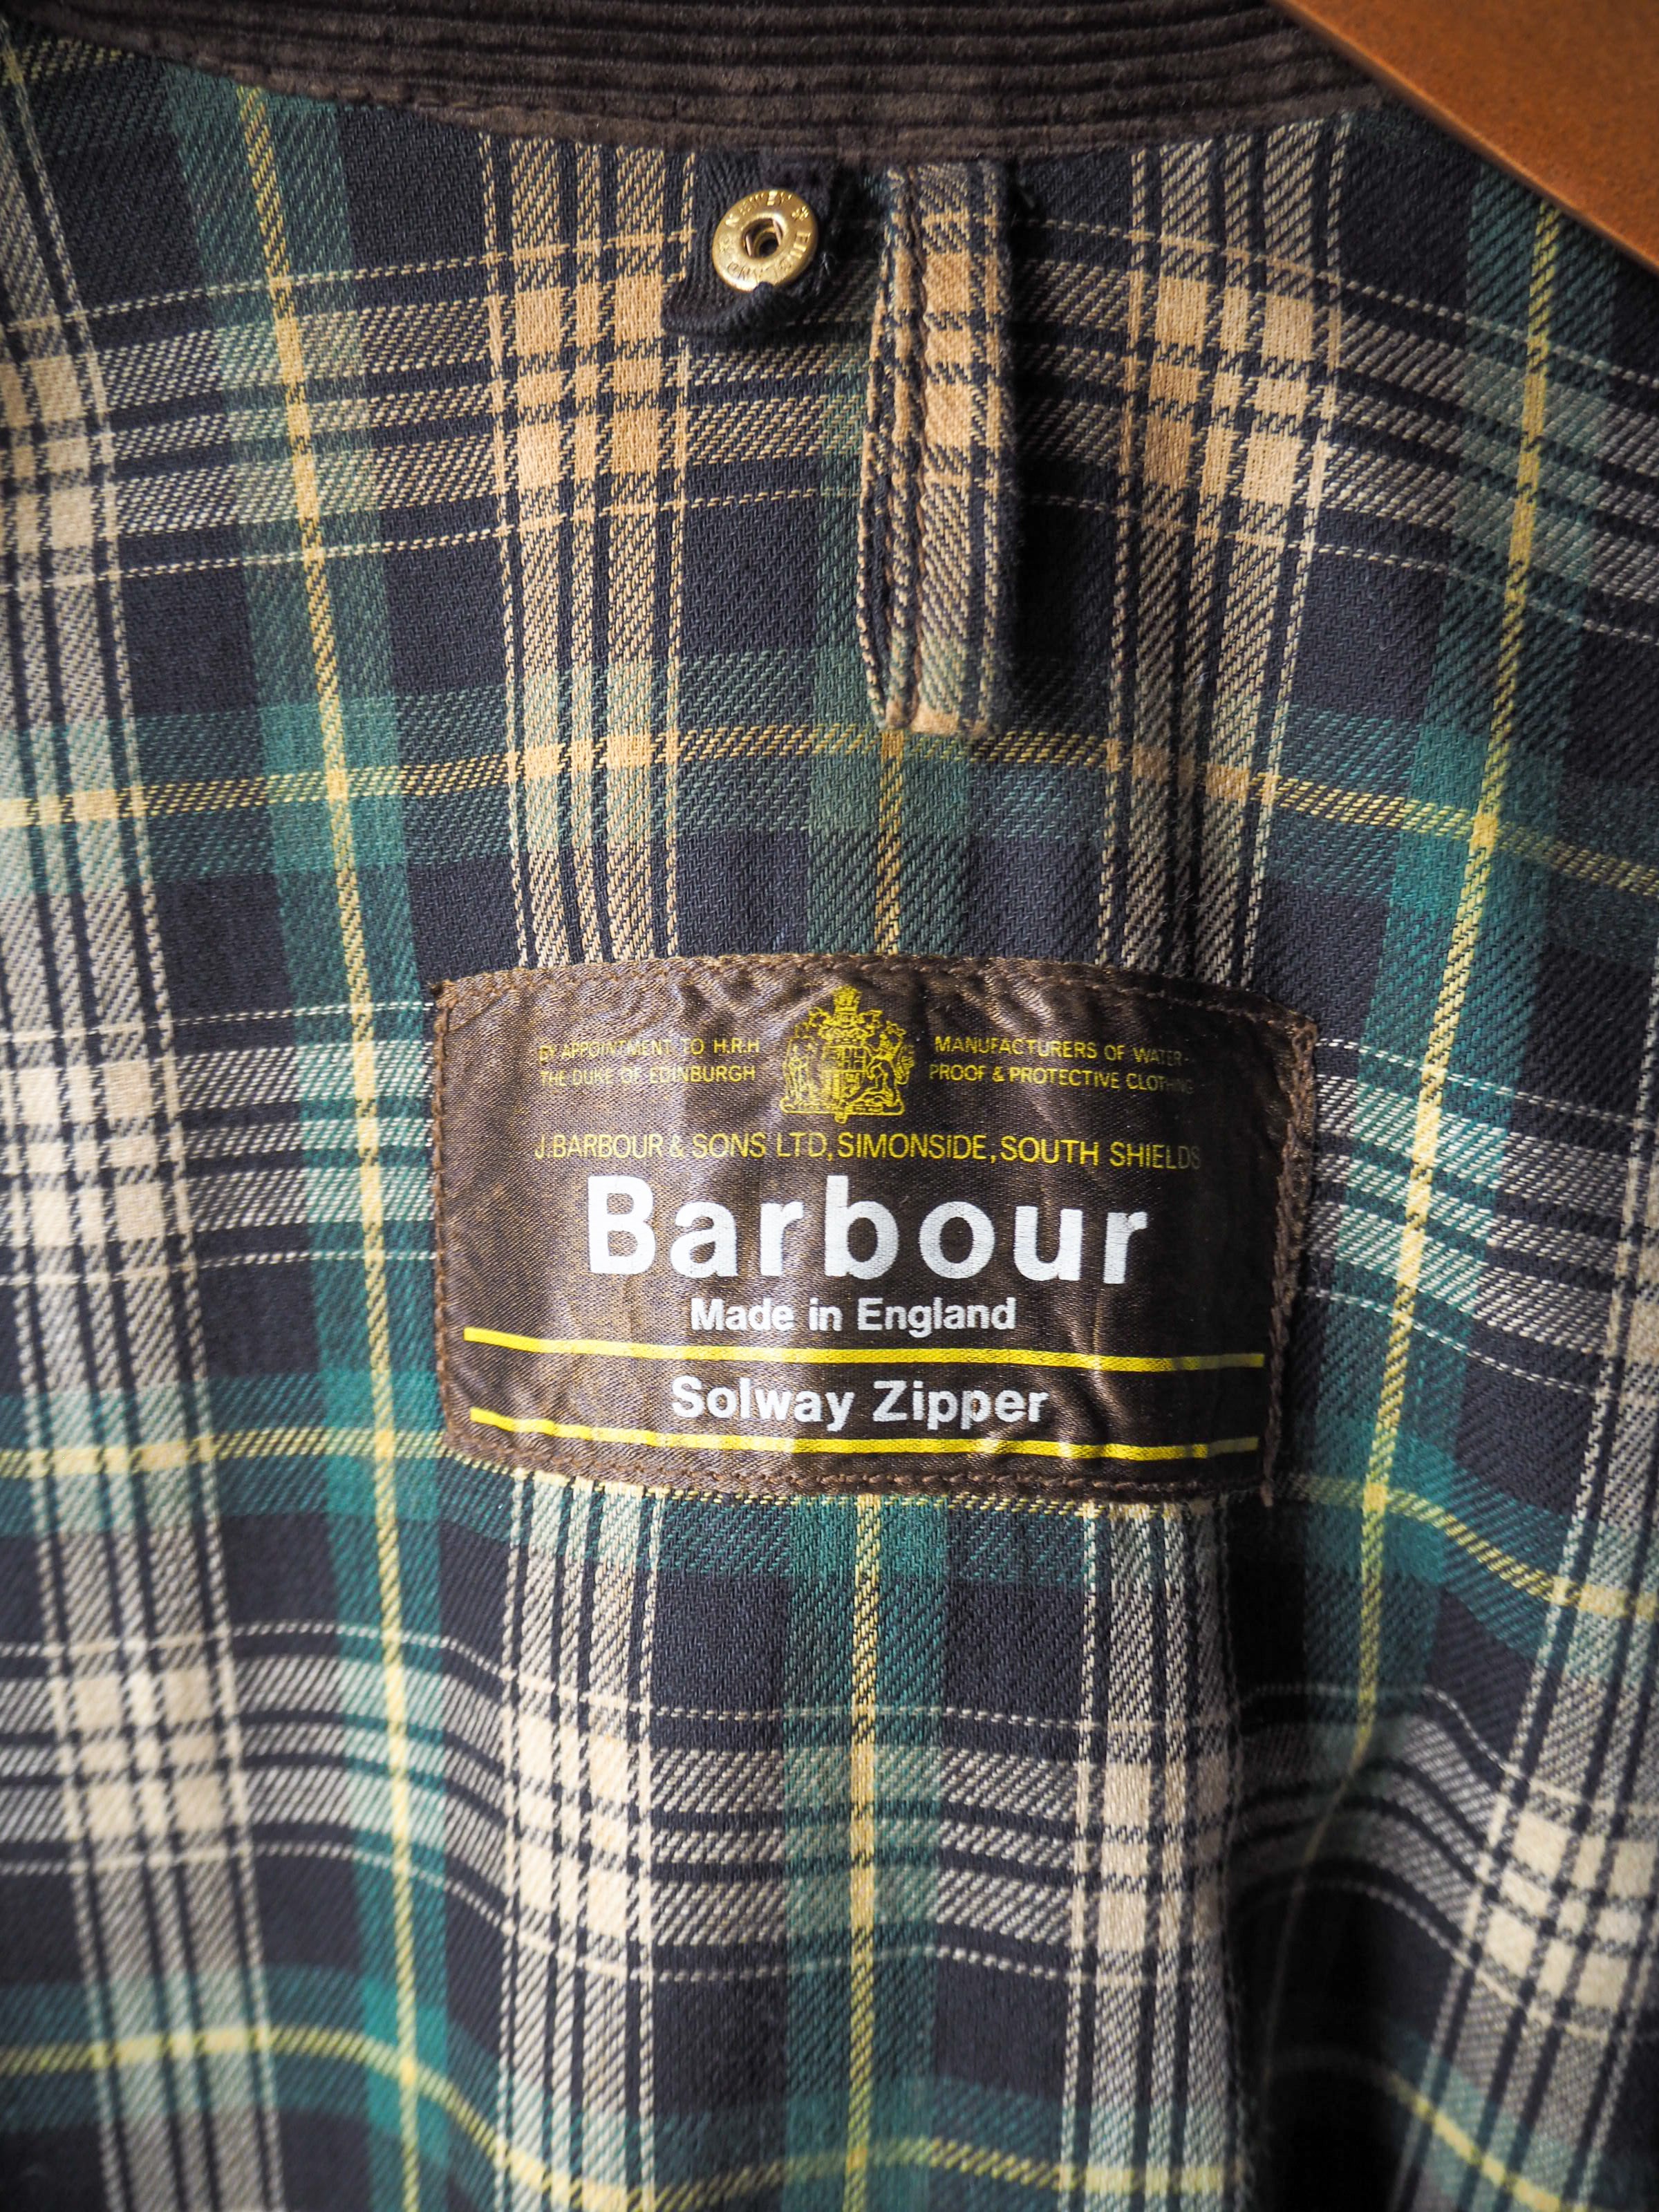 BY APPOINTMENT TO H.R.H
THE DUKE OF EDINBURGH
MANUFACTURERS OF WATER-
PROOF & PROTECTIVE CLOTHING
J.BARBOUR & SONS LTD, SIMONSIDE, SOUTH SHIELDS
Barbour
Made in England
Solway Zipper